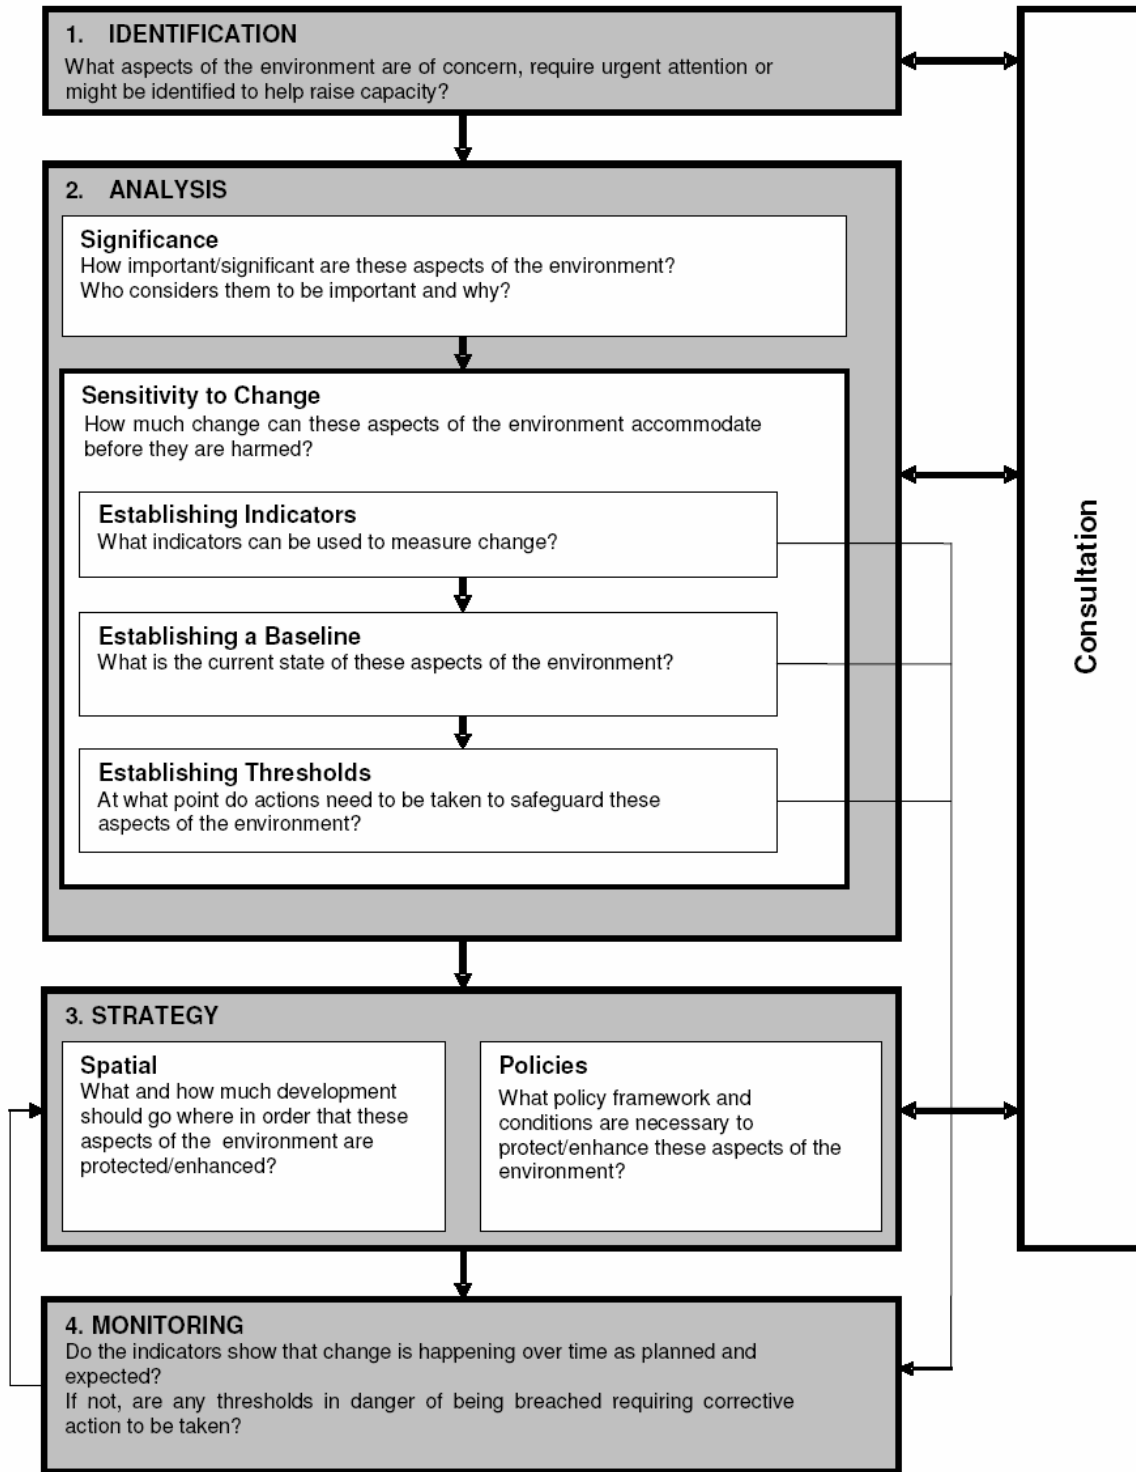 1. IDENTIFICATION
What aspects of the environment are of concern, require urgent attention or
might be identified to help raise capacity?
2. ANALYSIS
Significance
How important/significant are these aspects of the environment?
Who considers them to be important and why?
Sensitivity to Change
How much change can these aspects of the environment accommodate
before they are harmed?
Establishing Indicators
What indicators can be used to measure change?
Establishing a Baseline
What is the current state of these aspects of the environment?
Establishing Thresholds
At what point do actions need to be taken to safeguard these
aspects of the environment?
3. STRATEGY
Spatial
What and how much development
should go where in order that these
aspects of the environment are
protected/enhanced?
Policies
What policy framework and
conditions are necessary to
protect/enhance these aspects of the
environment?
4. MONITORING
Do the indicators show that change is happening over time as planned and
expected?
If not, are any thresholds in danger of being breached requiring corrective
action to be taken?
Consultation